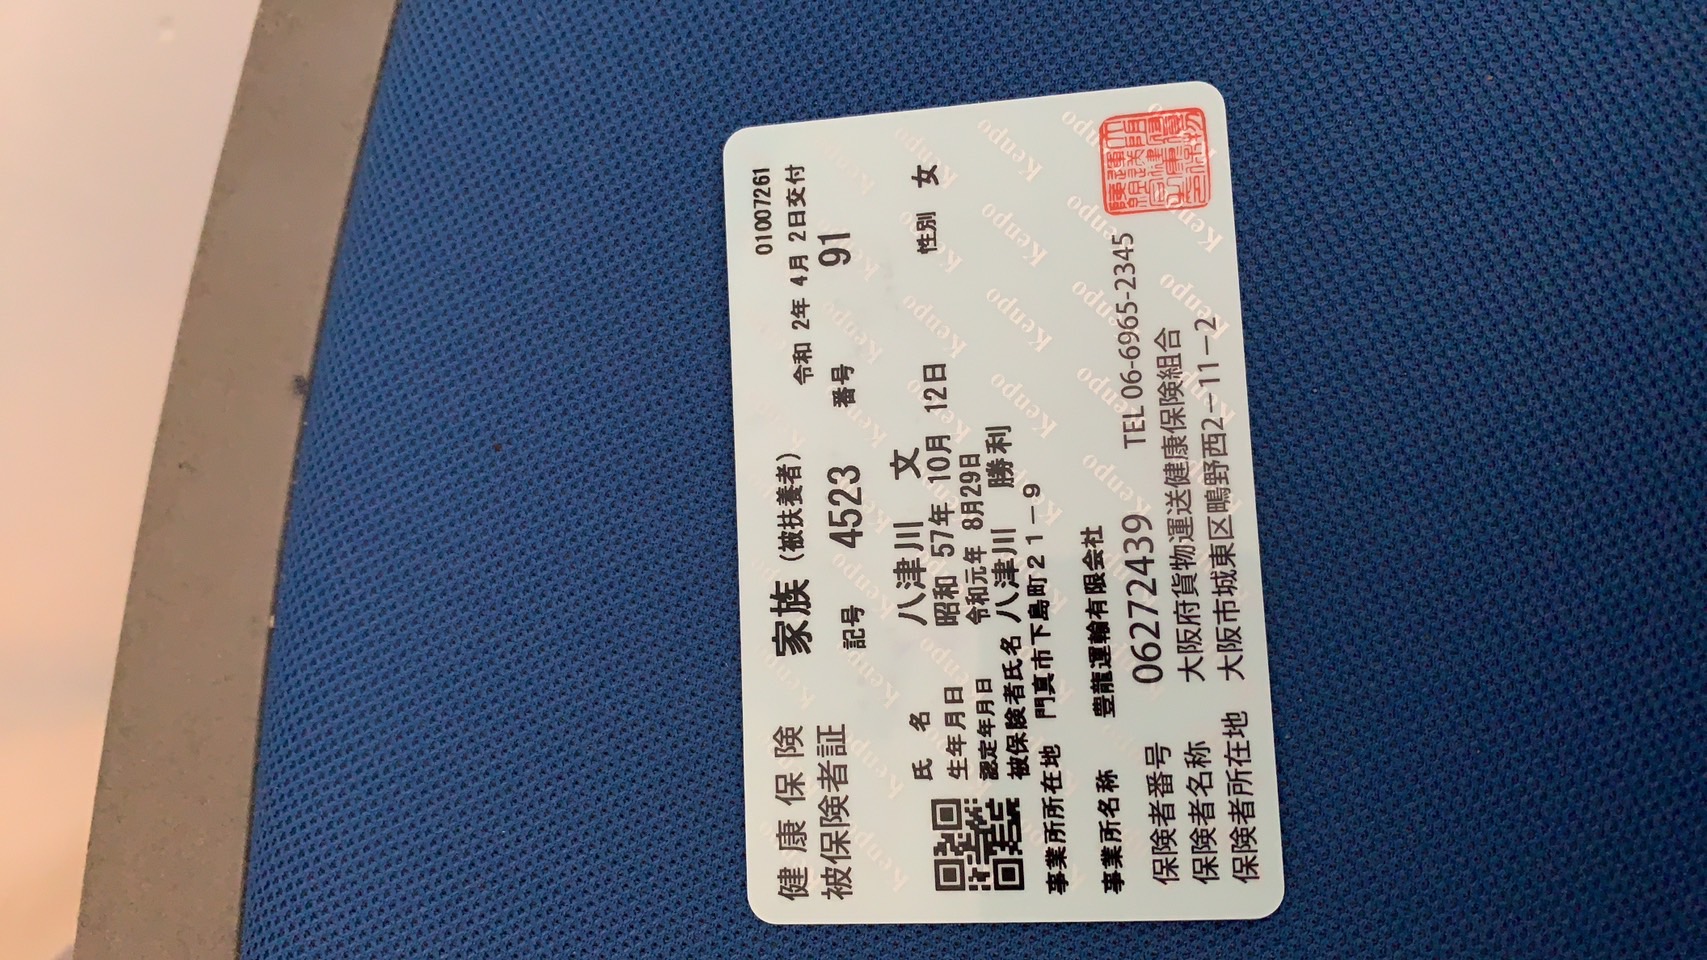 健康保険 家族（被扶養者） 01007261
被保険者証 令和 2年 4月 2日交付
記号 4523 番号 91
氏名 八津川 文 性別 女
生年月日 昭和 57年 10月 12日
認定年月日 令和元年 8月29日
被保険者氏名 八津川 勝利
事業所所在地 門真市下島町２１－９
事業所名称 豊龍運輸有限会社
保険者番号 06272439 TEL 06-6965-2345
保険者名称 大阪府貨物運送健康保険組合
保険者所在地 大阪市城東区鴫野西2－11－2
Kenpo